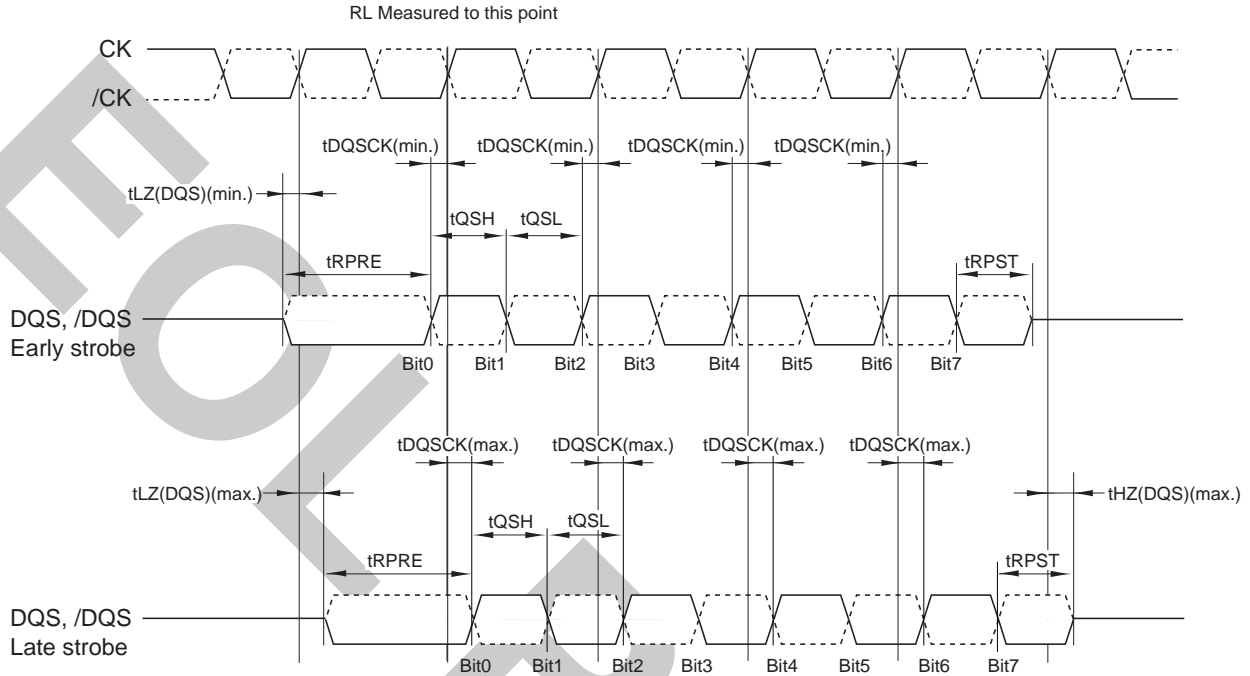 RL Measured to this point
CK
/CK
tDQSCK(min.) tDQSCK(min.) tDQSCK(min.) tDQSCK(min.)
tLZ(DQS)(min.)
tQSH tQSL
tRPRE tRPST
DQS, /DQS
Early strobe
Bit0 Bit1 Bit2 Bit3 Bit4 Bit5 Bit6 Bit7
tDQSCK(max.) tDQSCK(max.) tDQSCK(max.) tDQSCK(max.)
tLZ(DQS)(max.) tHZ(DQS)(max.)
tQSH tQSL
tRPRE tRPST
DQS, /DQS
Late strobe
Bit0 Bit1 Bit2 Bit3 Bit4 Bit5 Bit6 Bit7